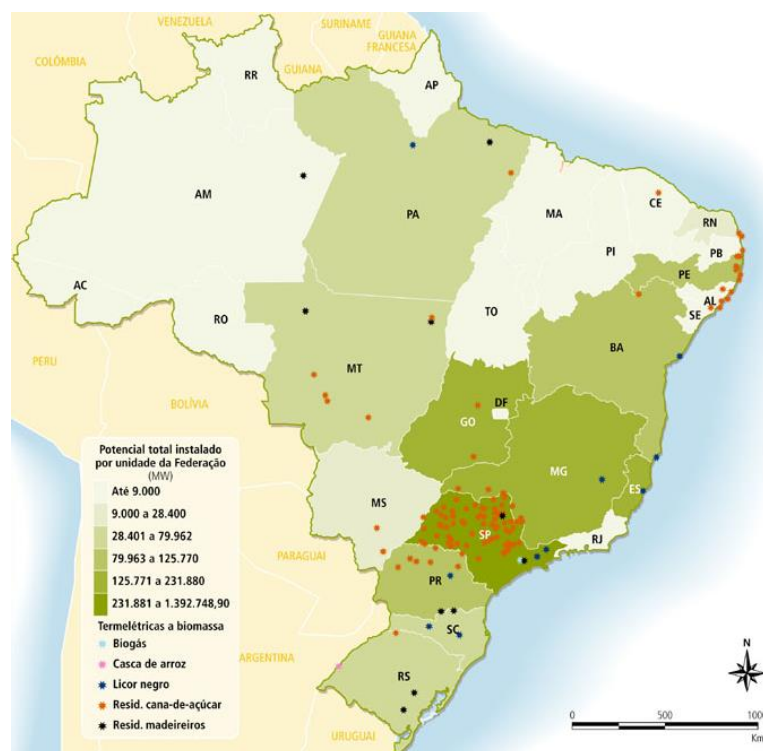 VENEZUELA
SURINAME
GUIANA
FRANCESA
COLÔMBIA
GUIANA
RR
AP
AM
PA
MA
CE
RN
PB
PI
PE
AL
SE
AC
RO
TO
BA
PERU
MT
BOLÍVIA
DF
GO
MG
ES
MS
SP
RJ
PARAGUAI
PR
SC
ARGENTINA
RS
URUGUAI
Potencial total instalado
por unidade da Federação
(MW)
Até 9.000
9.000 a 28.400
28.401 a 79.962
79.963 a 125.770
125.771 a 231.880
231.881 a 1.392.748,90
Termelétricas a biomassa
Biogás
Casca de arroz
Licor negro
Resid. cana-de-açúcar
Resid. madeireiros
N
0 500
Km